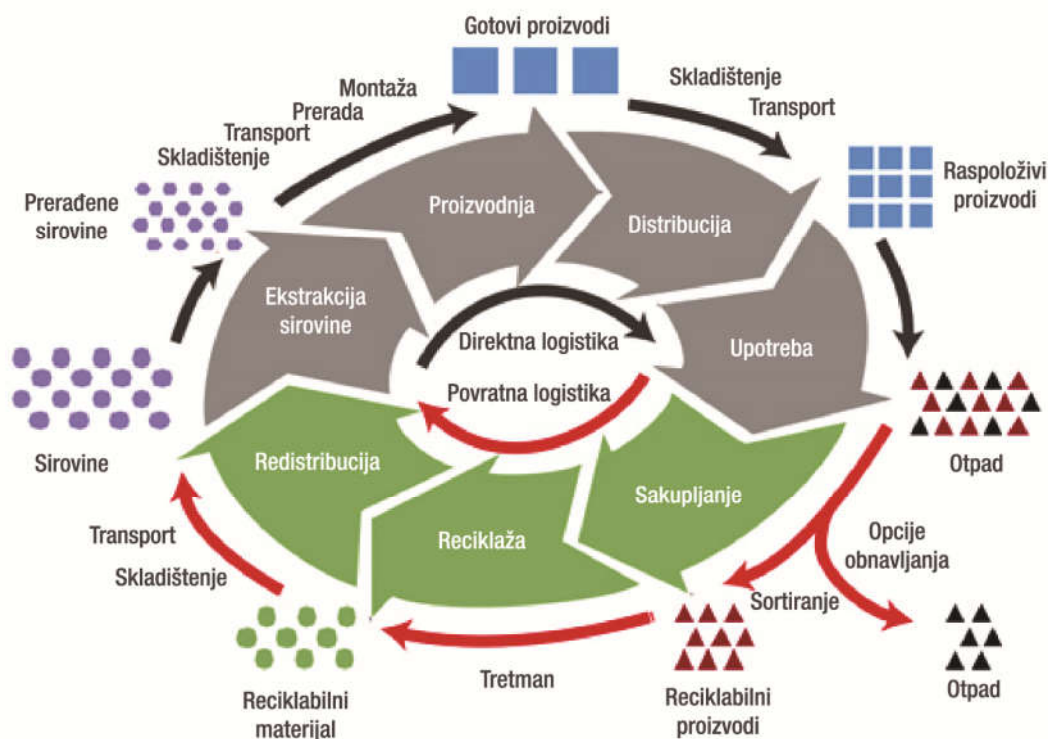 Gotovi proizvodi
Montaža
Prerada
Transport
Skladištenje
Skladištenje
Transport
Prerađene
sirovine
Raspoloživi
proizvodi
Proizvodnja
Distribucija
Ekstrakcija
sirovine
Direktna logistika
Upotreba
Povratna logistika
Sirovine
Redistribucija
Sakupljanje
Otpad
Reciklaža
Transport
Skladištenje
Opcije
obnavljanja
Sortiranje
Tretman
Reciklabilni
materijal
Reciklabilni
proizvodi
Otpad